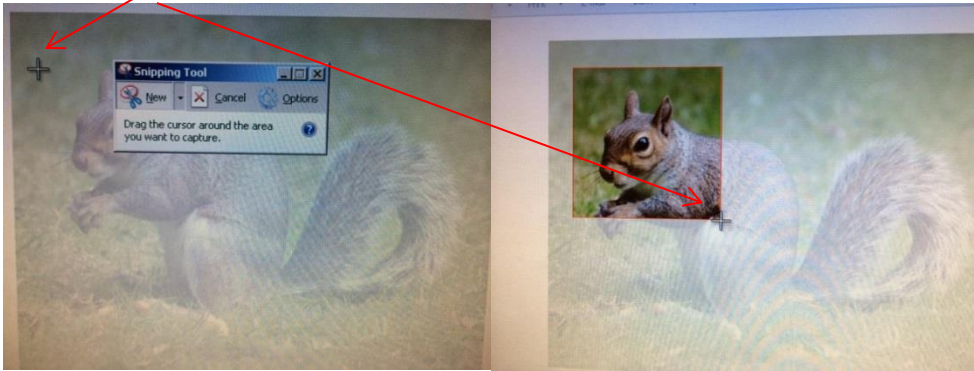 Snipping Tool
New Cancel Options
Drag the cursor around the area
you want to capture.